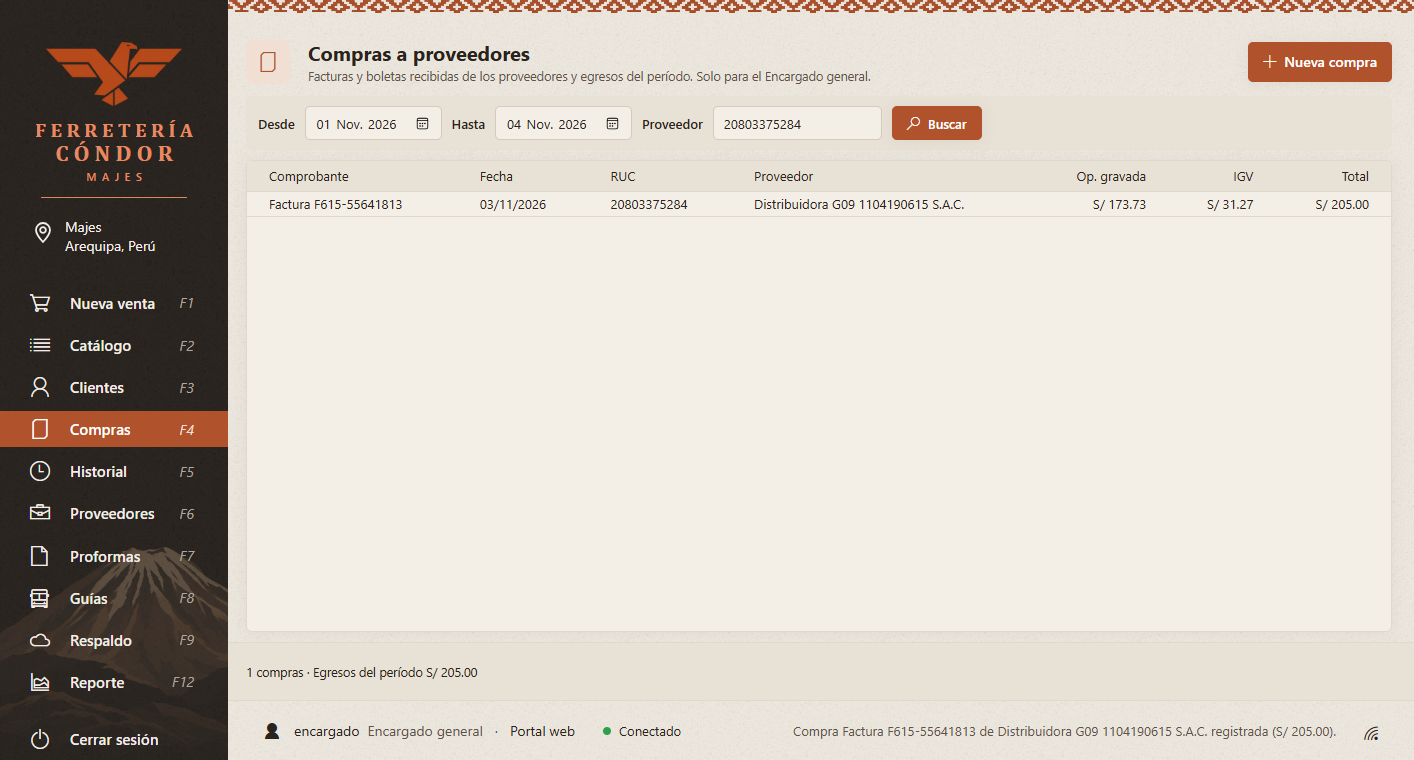 FERRETERÍA
CÓNDOR
MAJES
Majes
Arequipa, Perú
Nueva venta F1
Catálogo F2
Clientes F3
Compras F4
Historial F5
Proveedores F6
Proformas F7
Guías F8
Respaldo F9
Reporte F12
Cerrar sesión
Compras a proveedores
Facturas y boletas recibidas de los proveedores y egresos del período. Solo para el Encargado general.
Nueva compra
Desde 01 Nov. 2026 Hasta 04 Nov. 2026 Proveedor 20803375284 Buscar
Comprobante Fecha RUC Proveedor Op. gravada IGV Total
Factura F615-55641813 03/11/2026 20803375284 Distribuidora G09 1104190615 S.A.C. S/ 173.73 S/ 31.27 S/ 205.00
1 compras · Egresos del período S/ 205.00
encargado Encargado general · Portal web Conectado Compra Factura F615-55641813 de Distribuidora G09 1104190615 S.A.C. registrada (S/ 205.00).